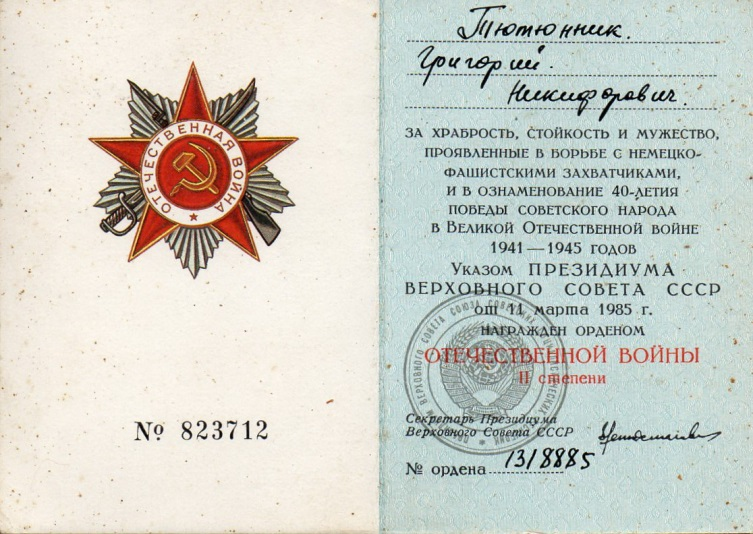 ОТЕЧЕСТВЕННАЯ ВОЙНА
№ 823712
Тютюнник.
Григорий.
Никифорович.
ЗА ХРАБРОСТЬ, СТОЙКОСТЬ И МУЖЕСТВО,
ПРОЯВЛЕННЫЕ В БОРЬБЕ С НЕМЕЦКО-
ФАШИСТСКИМИ ЗАХВАТЧИКАМИ,
И В ОЗНАМЕНОВАНИЕ 40-ЛЕТИЯ
ПОБЕДЫ СОВЕТСКОГО НАРОДА
В ВЕЛИКОЙ ОТЕЧЕСТВЕННОЙ ВОЙНЕ
1941—1945 ГОДОВ
УКАЗОМ ПРЕЗИДИУМА
ВЕРХОВНОГО СОВЕТА СССР
от 11 марта 1985 г.
НАГРАЖДЕН ОРДЕНОМ
ОТЕЧЕСТВЕННОЙ ВОЙНЫ
II степени
Секретарь Президиума
Верховного Совета СССР
№ ордена 1318885